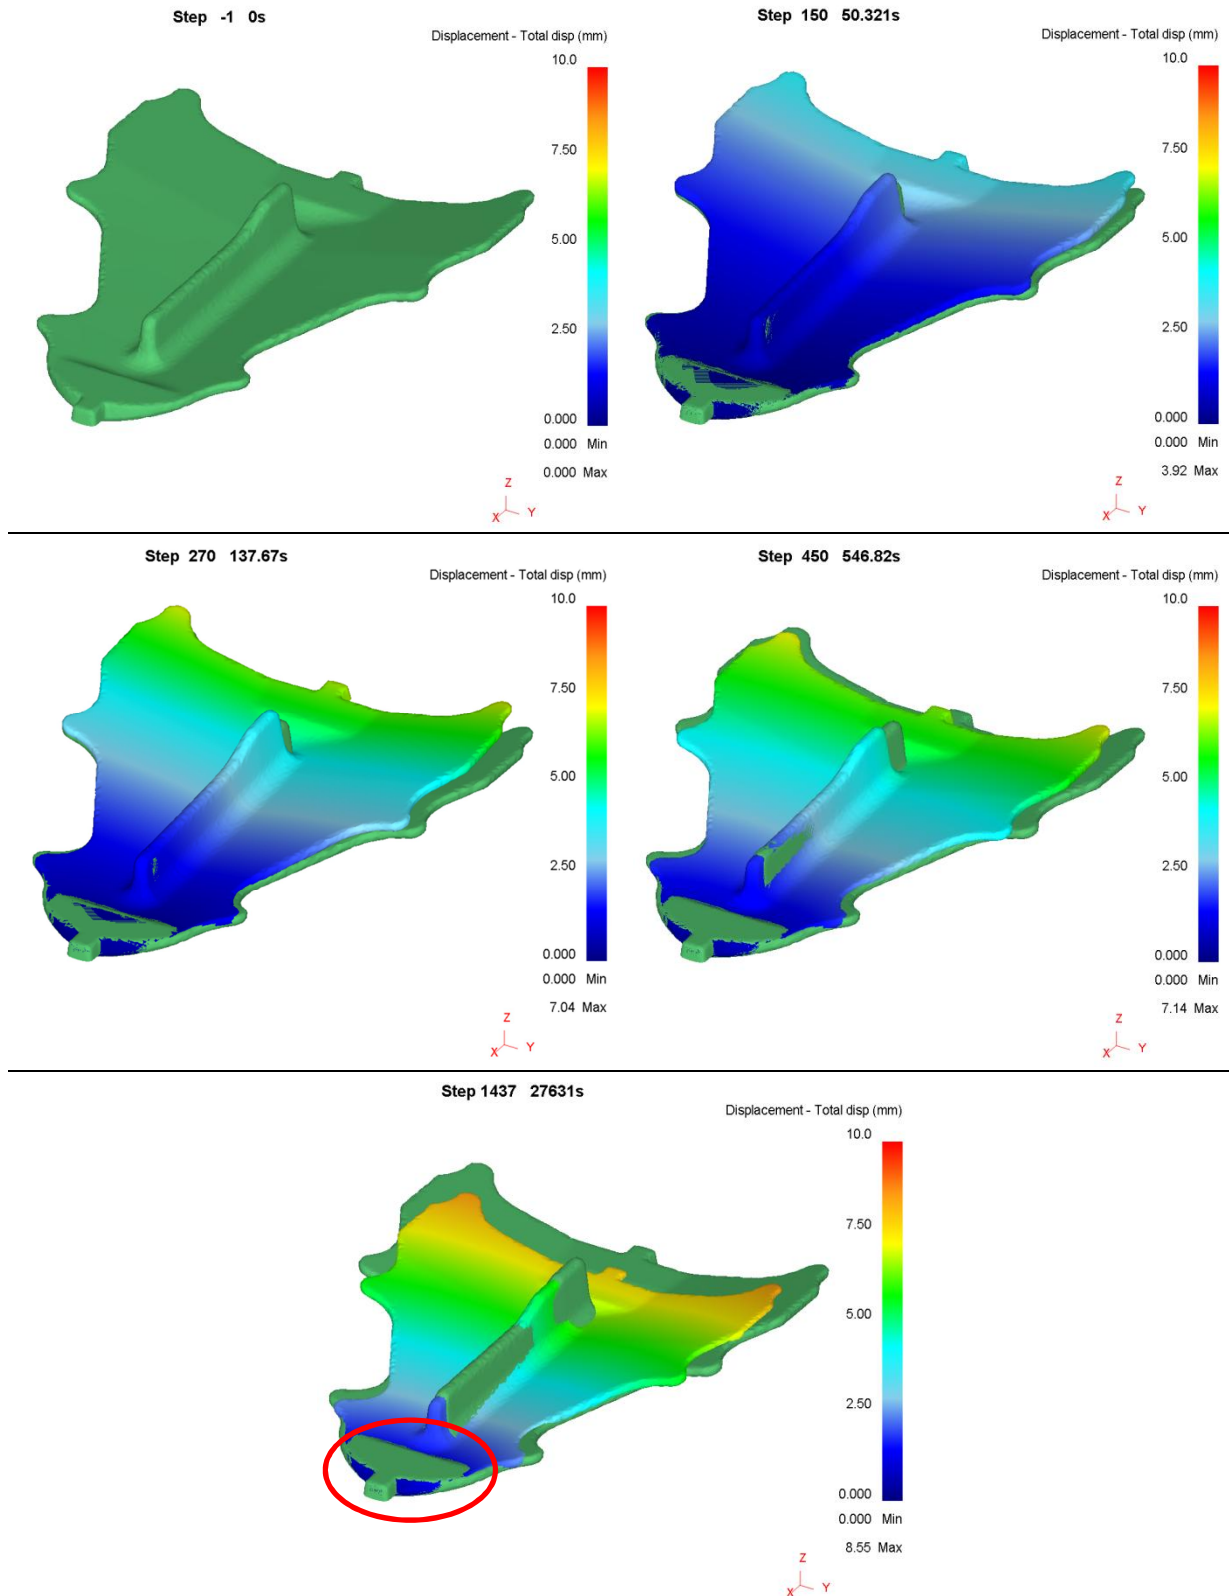 Step -1 0s
Displacement - Total disp (mm)
10.0
7.50
5.00
2.50
0.000
0.000 Min
0.000 Max
Z
X Y
Step 150 50.321s
Displacement - Total disp (mm)
10.0
7.50
5.00
2.50
0.000
0.000 Min
3.92 Max
Z
X Y
Step 270 137.67s
Displacement - Total disp (mm)
10.0
7.50
5.00
2.50
0.000
0.000 Min
7.04 Max
Z
X Y
Step 450 546.82s
Displacement - Total disp (mm)
10.0
7.50
5.00
2.50
0.000
0.000 Min
7.14 Max
Z
X Y
Step 1437 27631s
Displacement - Total disp (mm)
10.0
7.50
5.00
2.50
0.000
0.000 Min
8.55 Max
Z
X Y